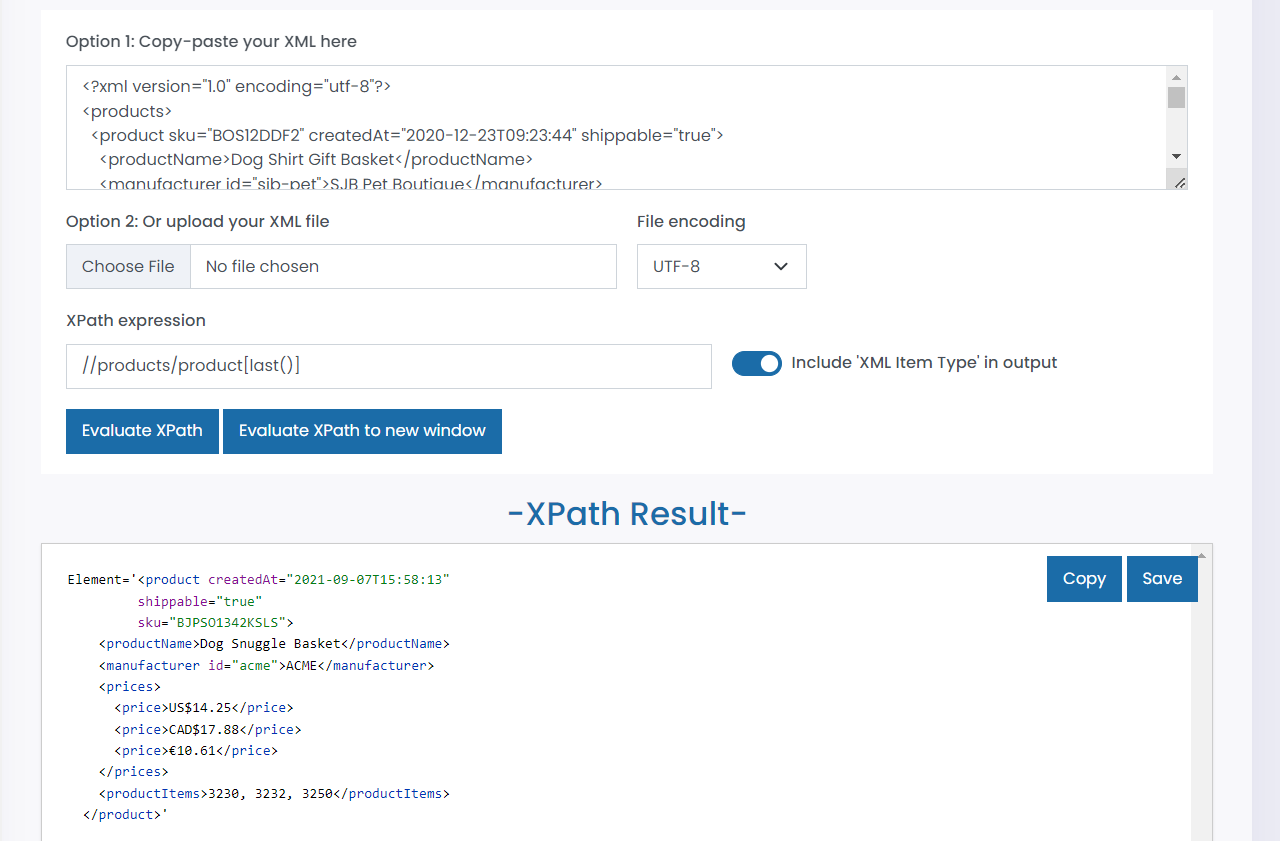 Option 1: Copy-paste your XML here
<?xml version="1.0" encoding="utf-8"?>
<products>
<product sku="BOS12DDF2" createdAt="2020-12-23T09:23:44" shippable="true">
<productName>Dog Shirt Gift Basket</productName>
<manufacturer id="sjb-pet">SJB Pet Boutique</manufacturer>
Option 2: Or upload your XML file
File encoding
Choose File No file chosen
UTF-8
XPath expression
//products/product[last()]
Include 'XML Item Type' in output
Evaluate XPath
Evaluate XPath to new window
-XPath Result-
Copy
Save
Element='<product createdAt="2021-09-07T15:58:13"
shippable="true"
sku="BJPSO1342KSLS">
<productName>Dog Snuggle Basket</productName>
<manufacturer id="acme">ACME</manufacturer>
<prices>
<price>US$14.25</price>
<price>CAD$17.88</price>
<price>€10.61</price>
</prices>
<productItems>3230, 3232, 3250</productItems>
</product>'